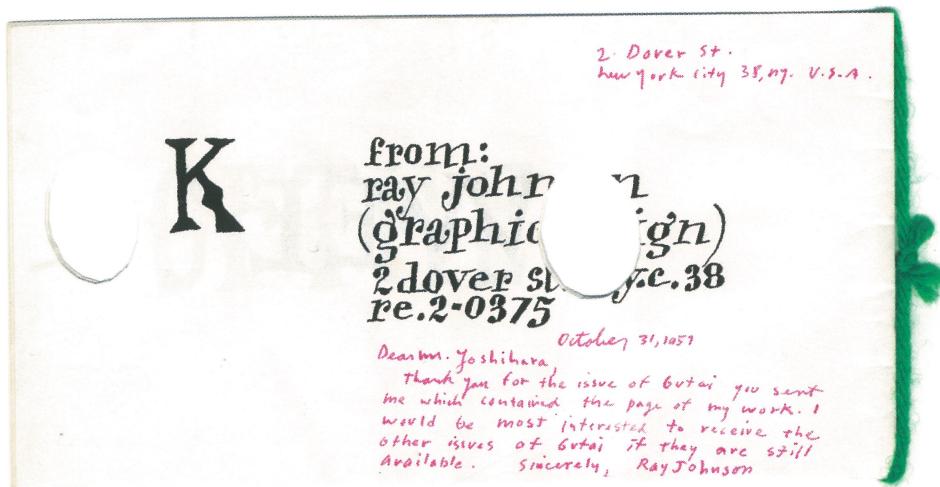 2 Dover St.
New York City 38, ny. U.S.A.
K
from:
ray john n
(graphic ign)
2 dover st y.c.38
re.2-0375
October 31, 1957
Dear Mr. Yoshihara,
Thank you for the issue of Gutai you sent
me which contained the page of my work. I
would be most interested to receive the
other issues of Gutai if they are still
available. Sincerely, Ray Johnson